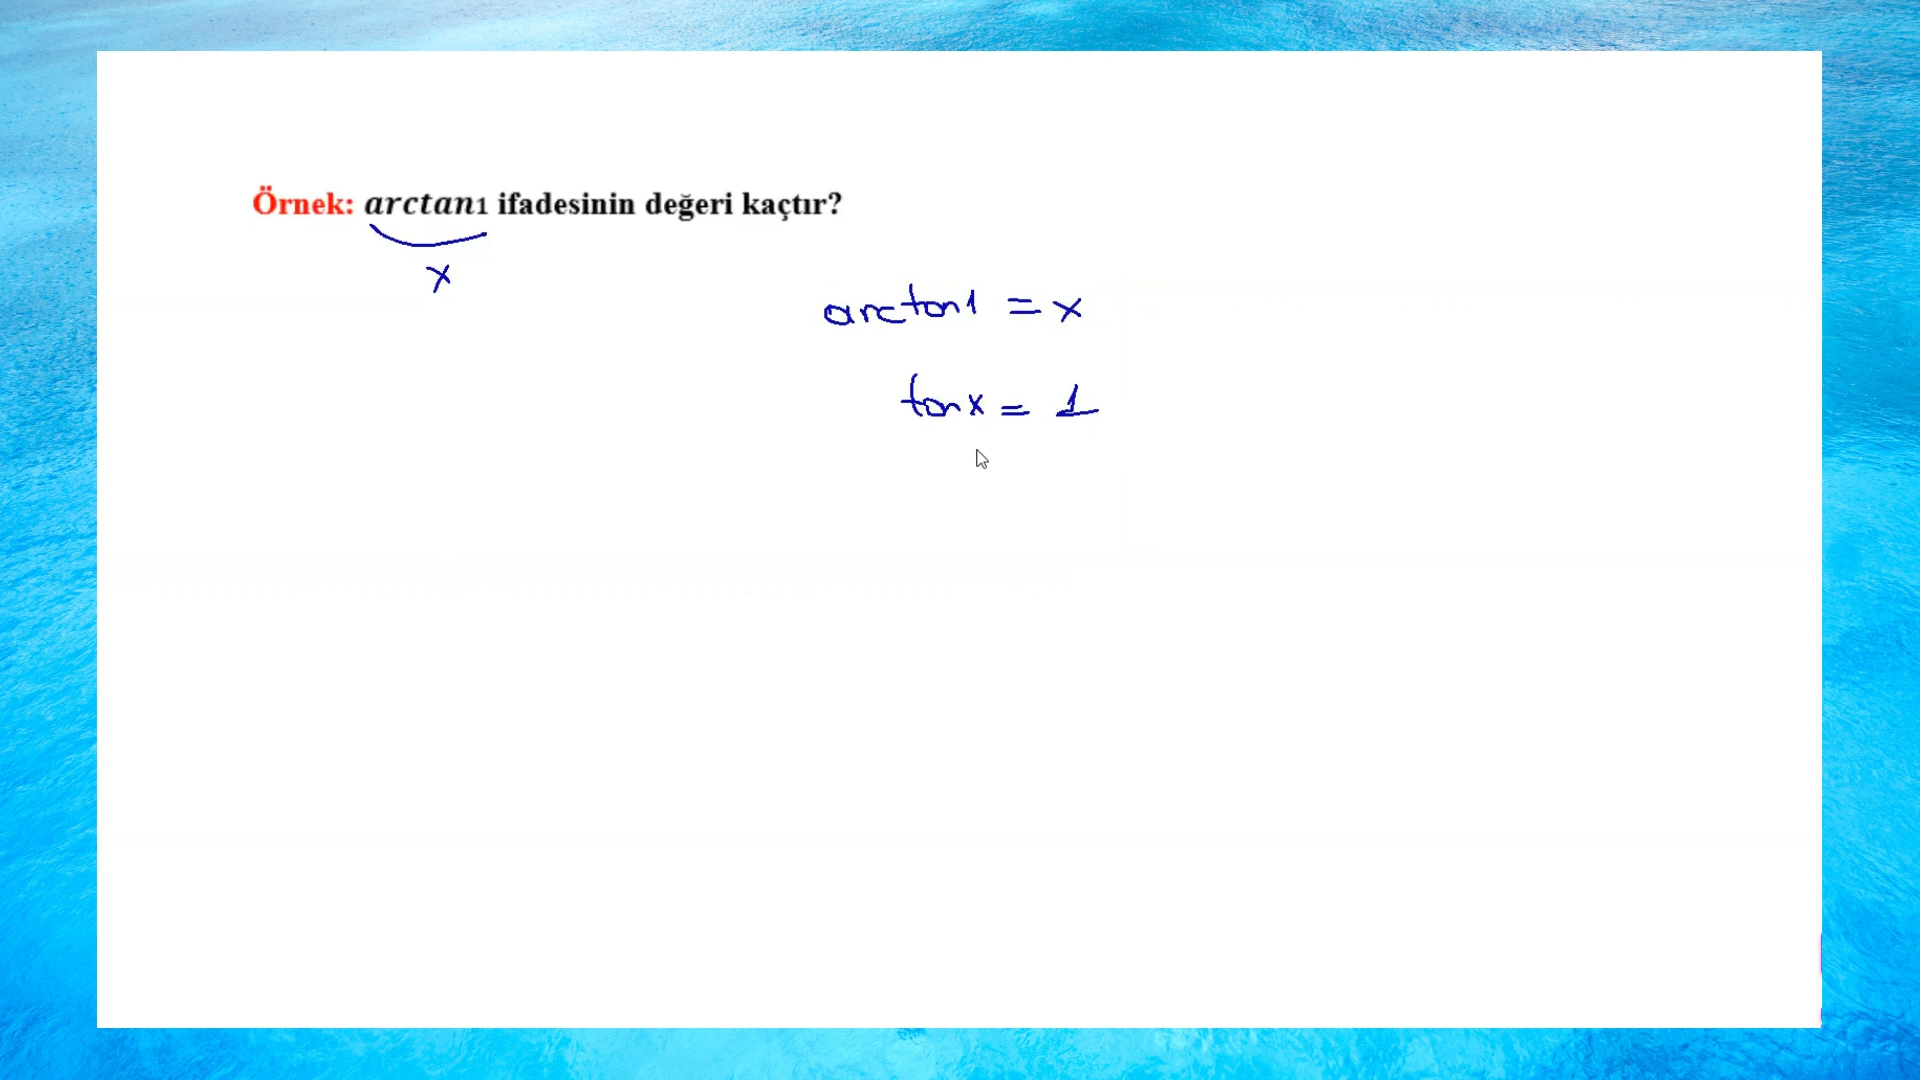 Örnek: arctan1 ifadesinin değeri kaçtır?
x
arctan1 = x
tanx = 1